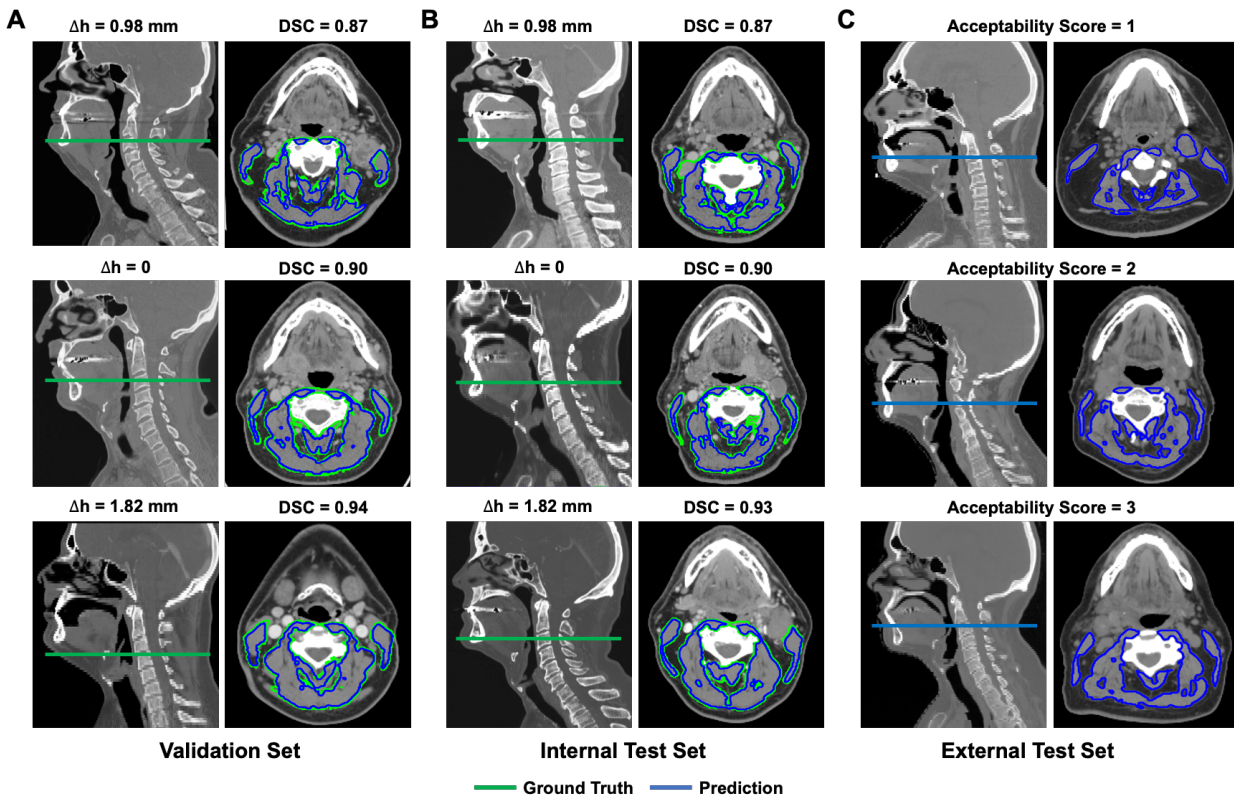 A
B
C
Δh = 0.98 mm
DSC = 0.87
Δh = 0.98 mm
DSC = 0.87
Acceptability Score = 1
Δh = 0
DSC = 0.90
Δh = 0
DSC = 0.90
Acceptability Score = 2
Δh = 1.82 mm
DSC = 0.94
Δh = 1.82 mm
DSC = 0.93
Acceptability Score = 3
Validation Set
Internal Test Set
External Test Set
Ground Truth
Prediction